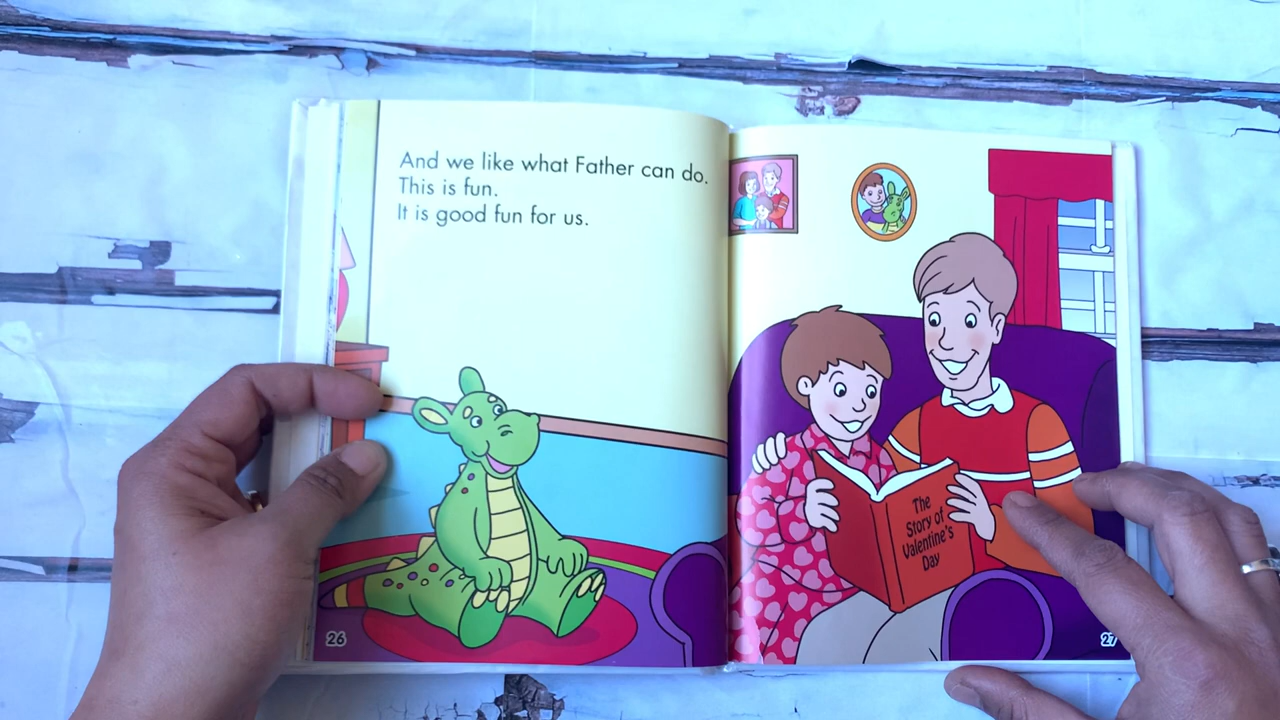 And we like what Father can do.
This is fun.
It is good fun for us.
The
Story of
Valentine's
Day
26
27